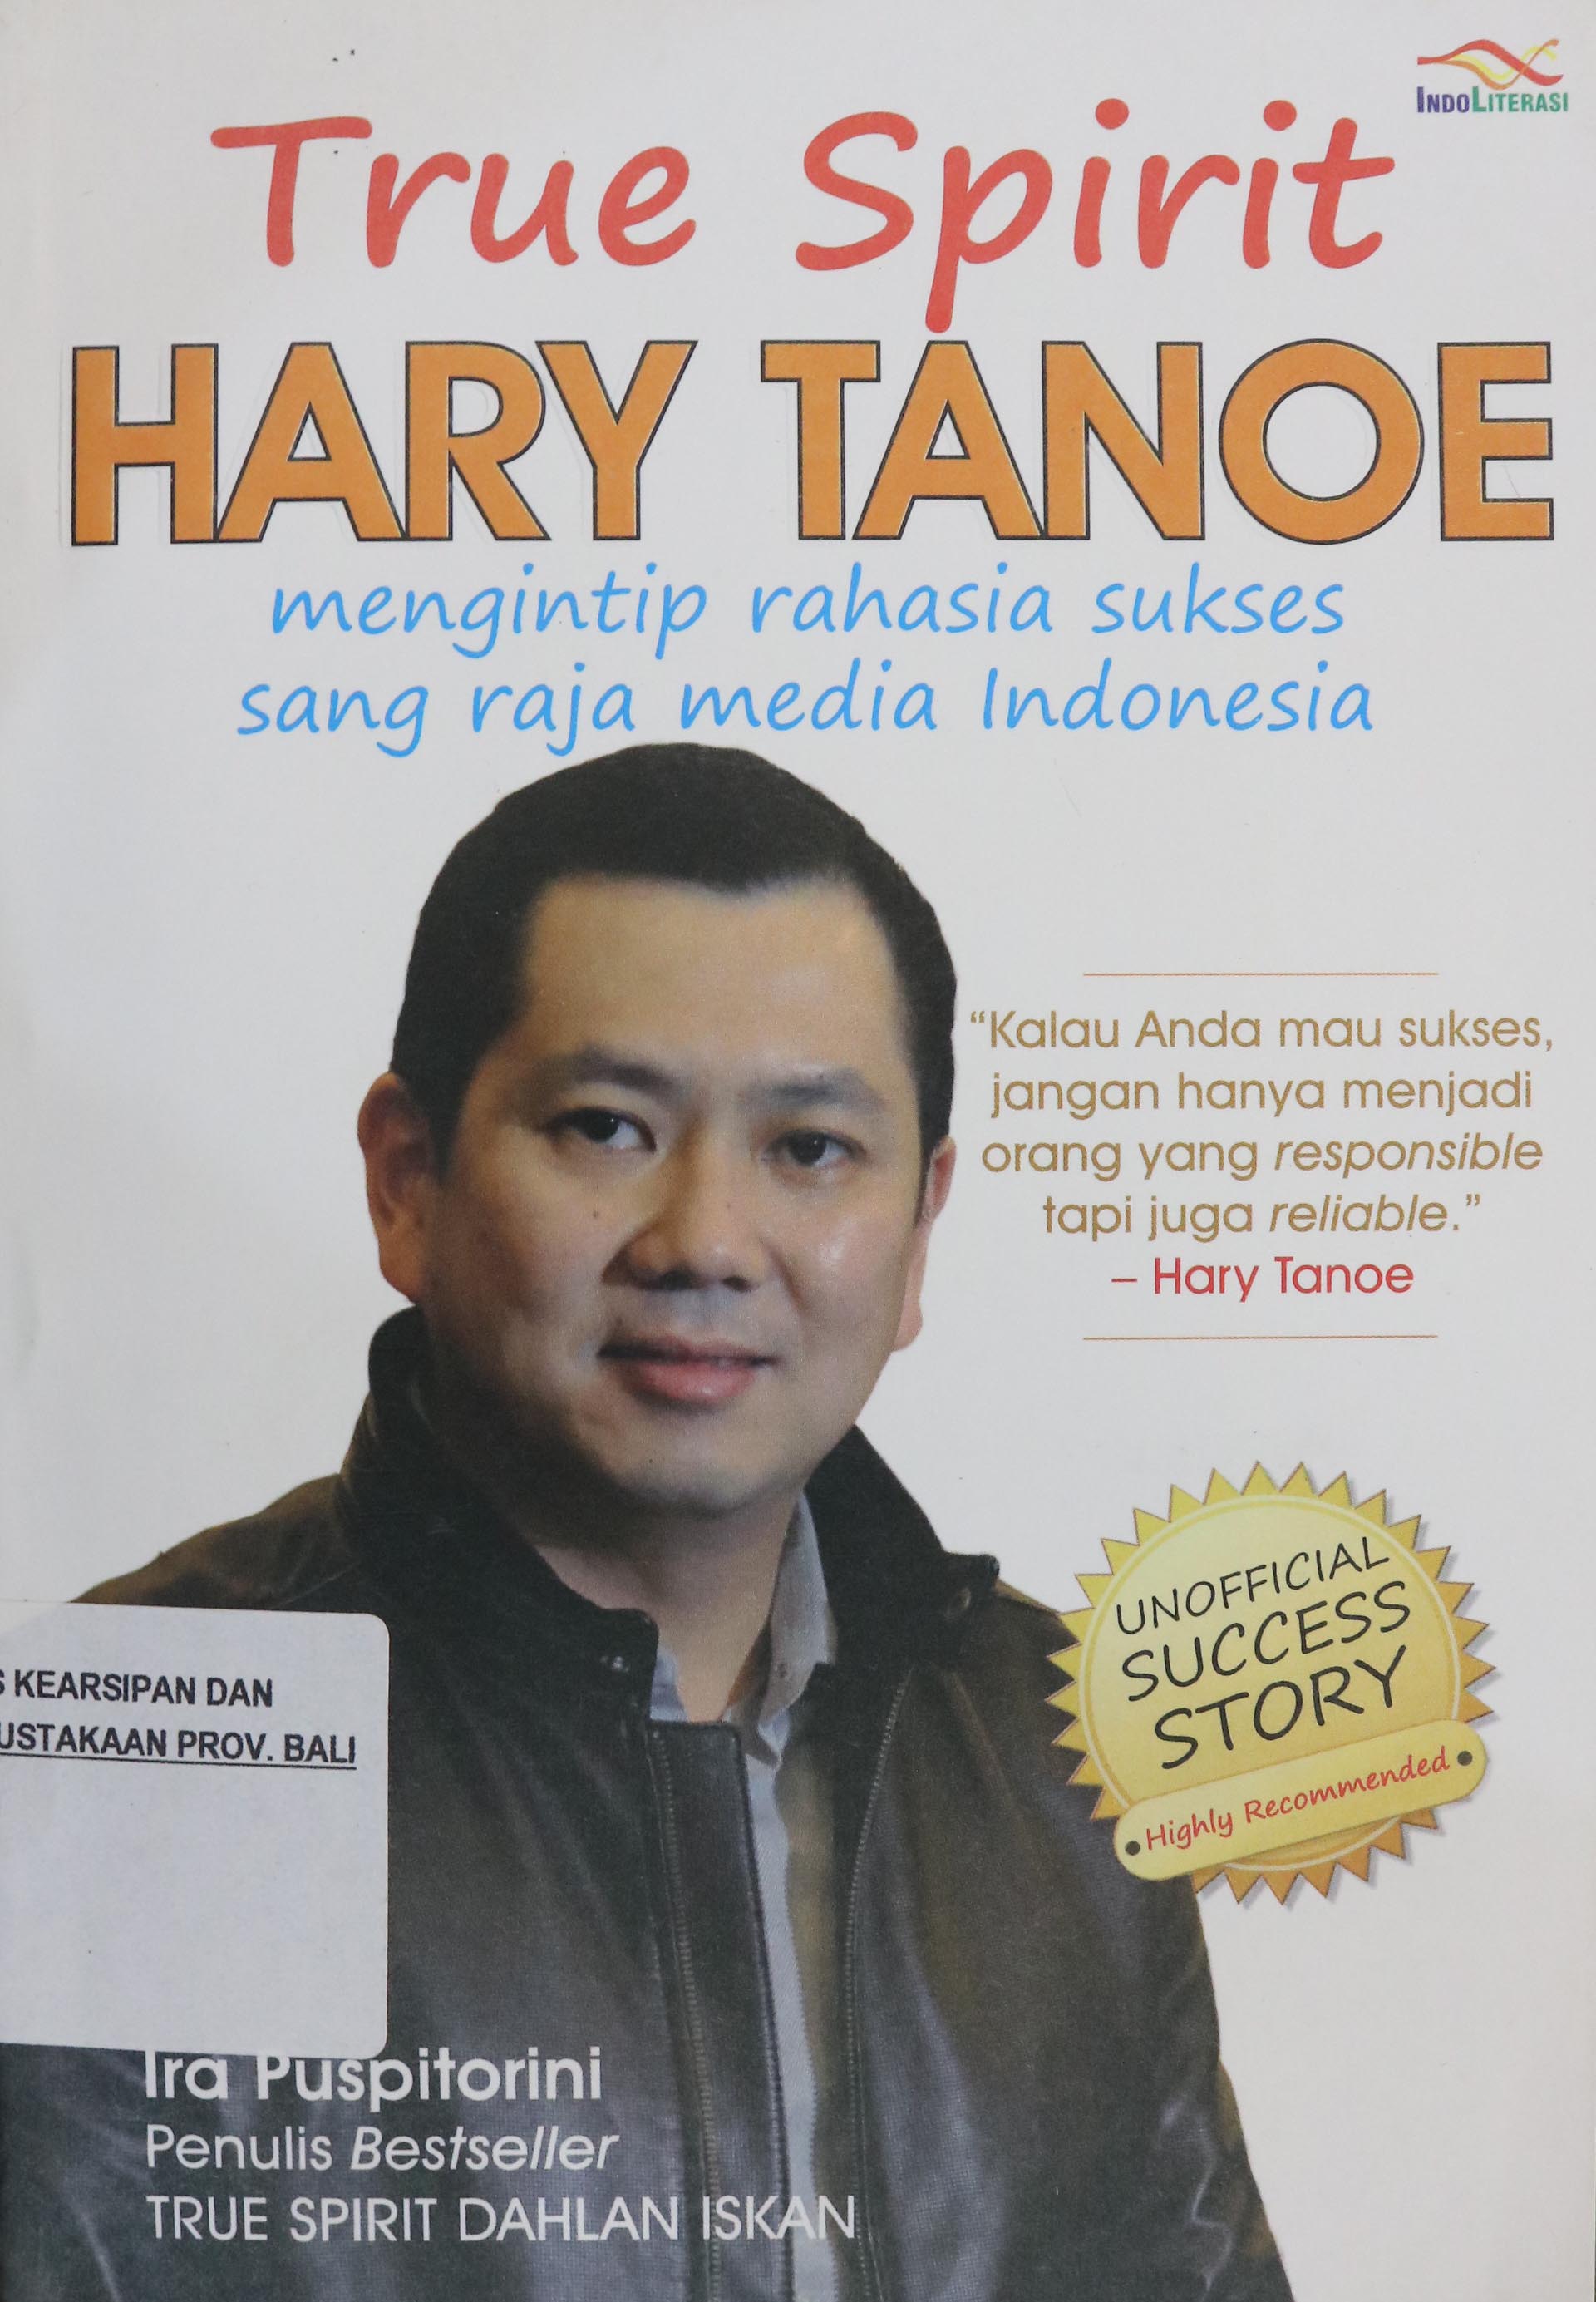 INDOLITERASI
True Spirit
HARY TANOE
mengintip rahasia sukses
sang raja media Indonesia
“Kalau Anda mau sukses,
jangan hanya menjadi
orang yang responsible
tapi juga reliable.”
– Hary Tanoe
UNOFFICIAL
SUCCESS
STORY
Highly Recommended
KEARSIPAN DAN
USTAKAAN PROV. BALI
Ira Puspitorini
Penulis Bestseller
TRUE SPIRIT DAHLAN ISKAN